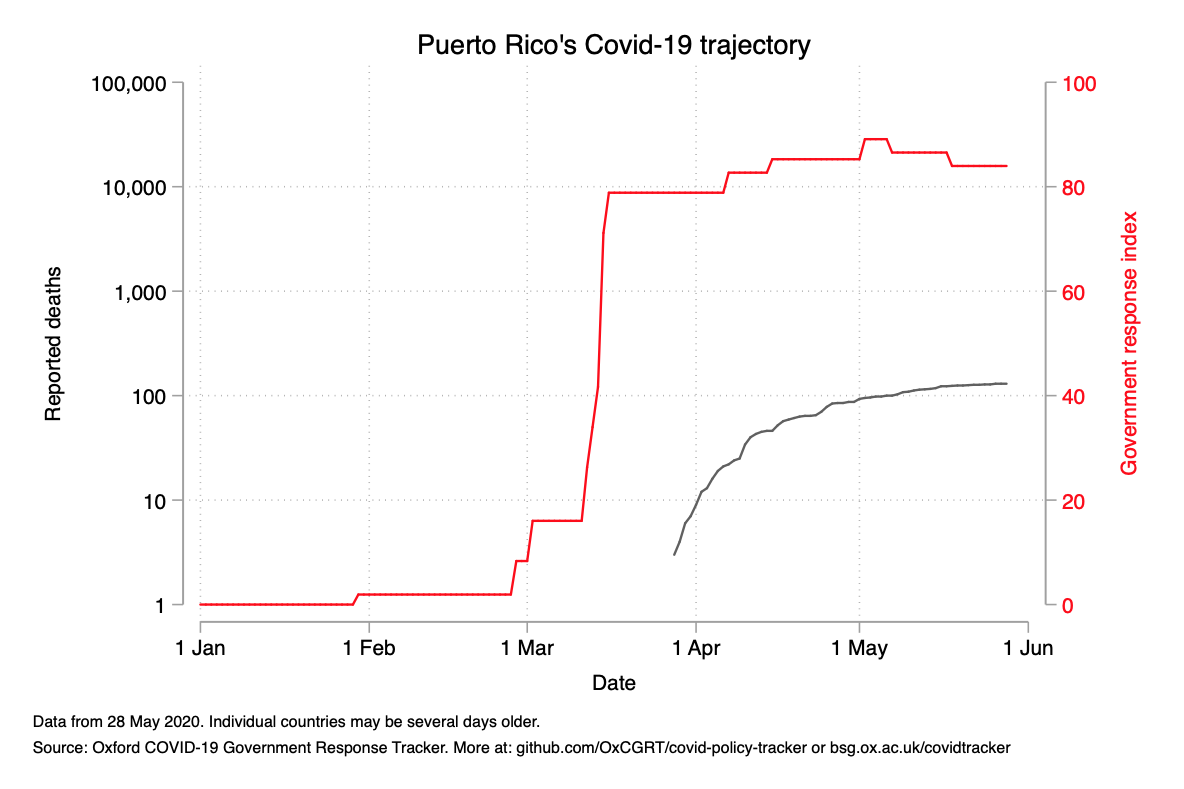 Puerto Rico's Covid-19 trajectory
100,000
10,000
1,000
100
10
1
Reported deaths
100
80
60
40
20
0
Government response index
1 Jan
1 Feb
1 Mar
1 Apr
1 May
1 Jun
Date
Data from 28 May 2020. Individual countries may be several days older.
Source: Oxford COVID-19 Government Response Tracker. More at: github.com/OxCGRT/covid-policy-tracker or bsg.ox.ac.uk/covidtracker